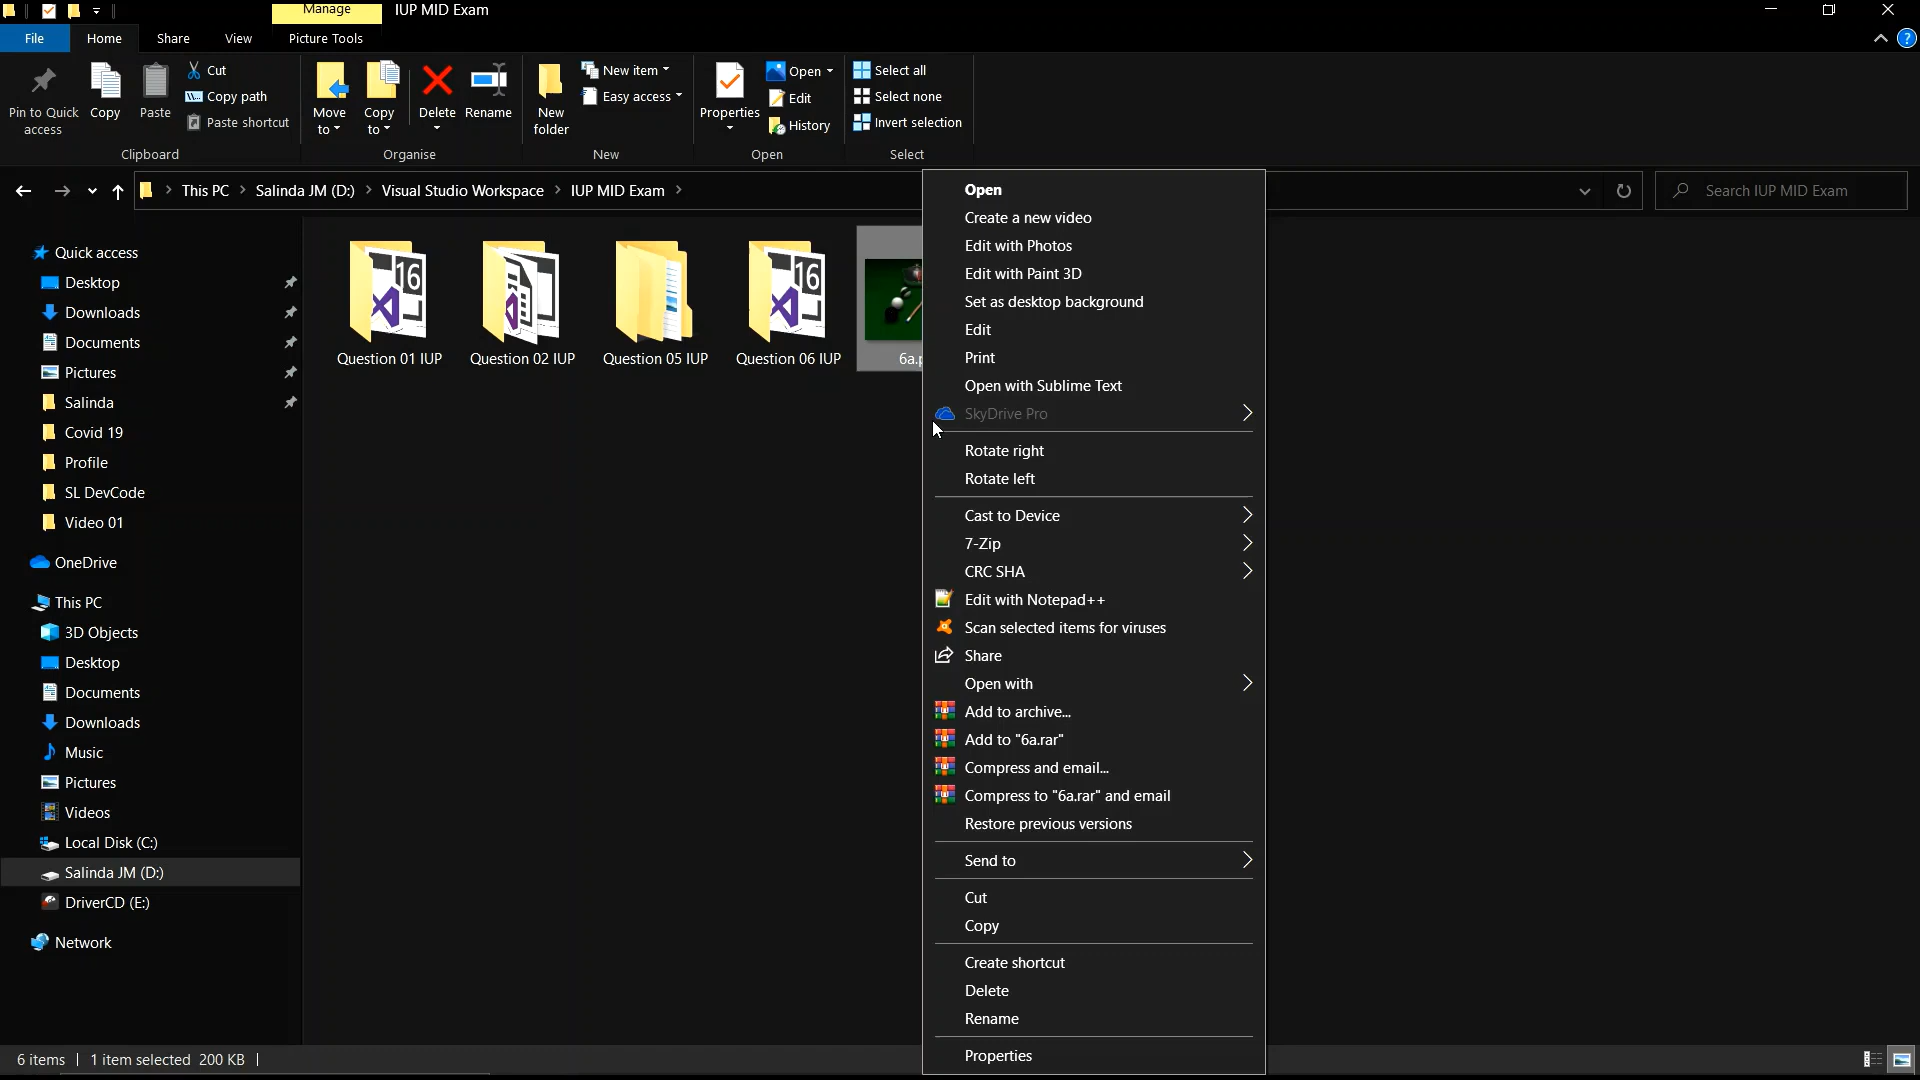 Manage
IUP MID Exam
File
Home
Share
View
Picture Tools
Pin to Quick
access
Copy
Paste
Cut
Copy path
Paste shortcut
Clipboard
Move
to
Copy
to
Delete
Rename
Organise
New
folder
New item
Easy access
New
Properties
Open
Edit
History
Open
Select all
Select none
Invert selection
Select
This PC
Salinda JM (D:)
Visual Studio Workspace
IUP MID Exam
Search IUP MID Exam
Quick access
Desktop
Downloads
Documents
Pictures
Salinda
Covid 19
Profile
SL DevCode
Video 01
OneDrive
This PC
3D Objects
Desktop
Documents
Downloads
Music
Pictures
Videos
Local Disk (C:)
Salinda JM (D:)
DriverCD (E:)
Network
16
16
Question 01 IUP
Question 02 IUP
Question 05 IUP
Question 06 IUP
Open
Create a new video
Edit with Photos
Edit with Paint 3D
Set as desktop background
Edit
Print
Open with Sublime Text
SkyDrive Pro
Rotate right
Rotate left
Cast to Device
7-Zip
CRC SHA
Edit with Notepad++
Scan selected items for viruses
Share
Open with
Add to archive...
Add to "6a.rar"
Compress and email...
Compress to "6a.rar" and email
Restore previous versions
Send to
Cut
Copy
Create shortcut
Delete
Rename
Properties
6 items
1 item selected 200 KB